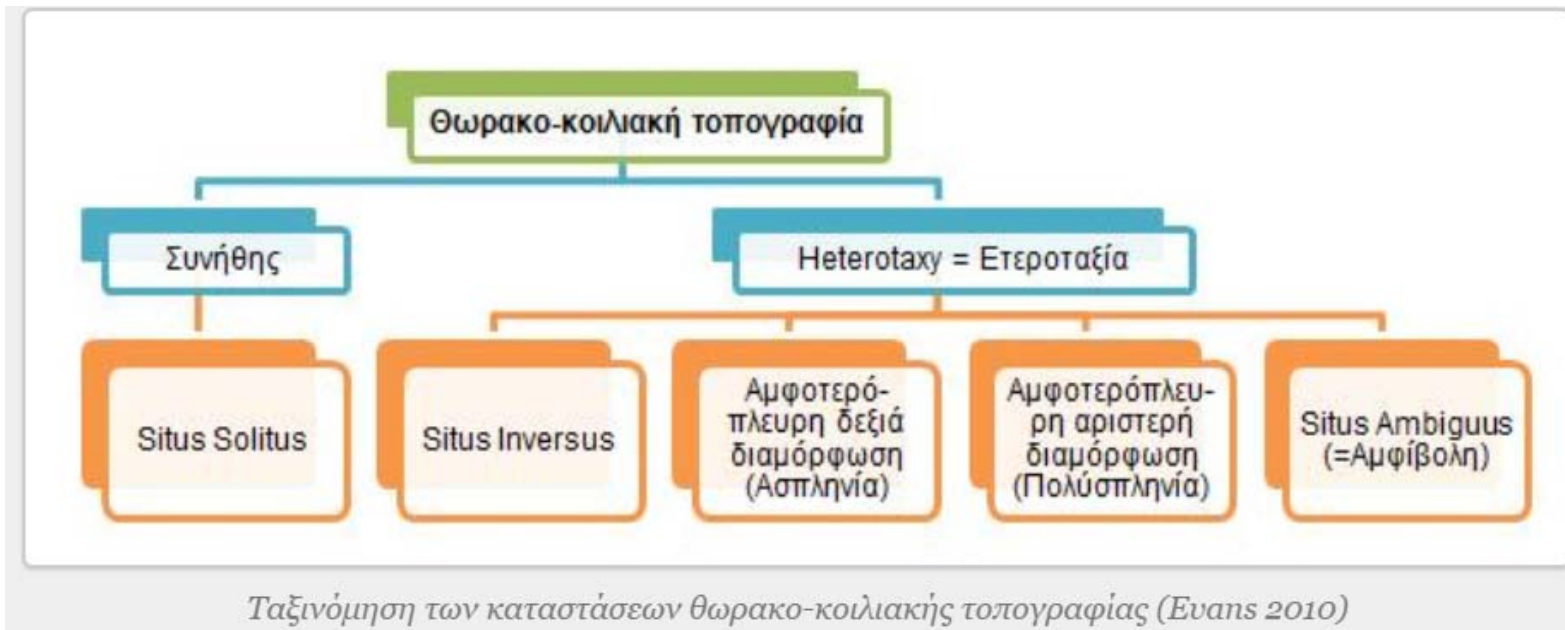 Θωρακο-κοιλιακή τοπογραφία
Συνήθης
Heterotaxy = Ετεροταξία
Situs Solitus
Situs Inversus
Αμφοτερό-
πλευρη δεξιά
διαμόρφωση
(Ασπληνία)
Αμφοτερόπλευ-
ρη αριστερή
διαμόρφωση
(Πολύσπληνία)
Situs Ambiguus
(=Αμφίβολη)
Ταξινόμηση των καταστάσεων θωρακο-κοιλιακής τοπογραφίας (Evans 2010)